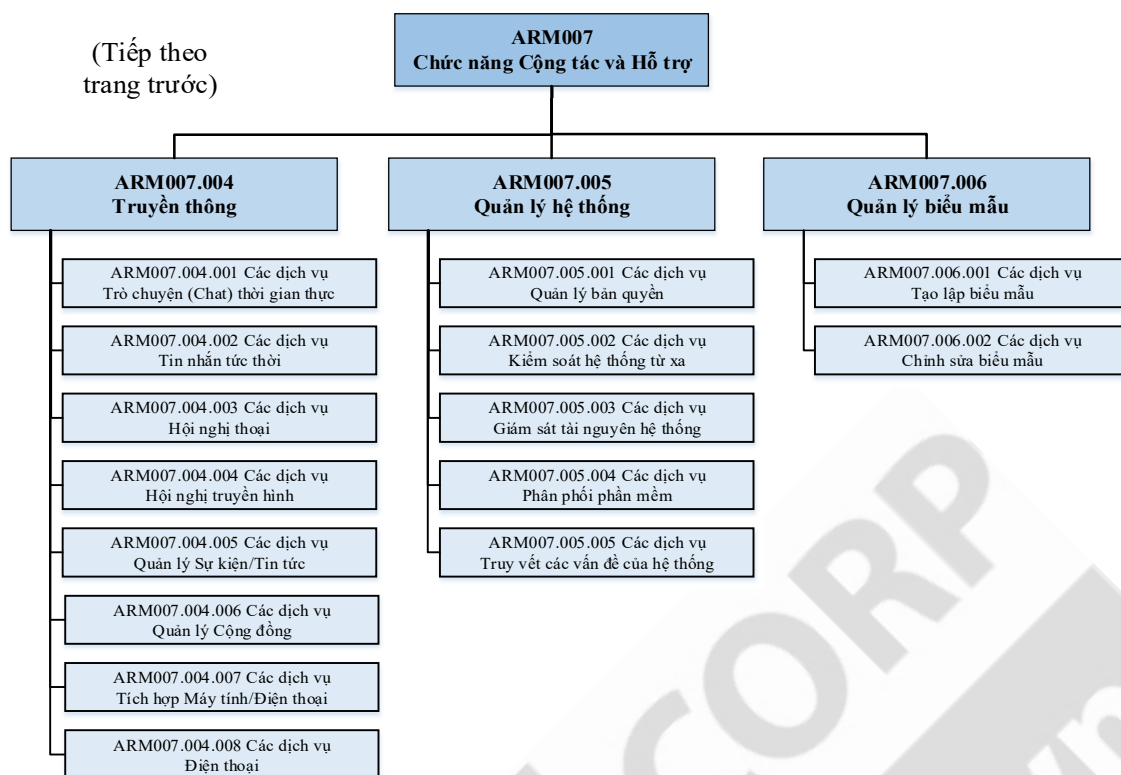 (Tiếp theo
trang trước)
ARM007
Chức năng Cộng tác và Hỗ trợ
ARM007.004
Truyền thông
ARM007.004.001 Các dịch vụ
Trò chuyện (Chat) thời gian thực
ARM007.004.002 Các dịch vụ
Tin nhắn tức thời
ARM007.004.003 Các dịch vụ
Hội nghị thoại
ARM007.004.004 Các dịch vụ
Hội nghị truyền hình
ARM007.004.005 Các dịch vụ
Quản lý Sự kiện/Tin tức
ARM007.004.006 Các dịch vụ
Quản lý Cộng đồng
ARM007.004.007 Các dịch vụ
Tích hợp Máy tính/Điện thoại
ARM007.004.008 Các dịch vụ
Điện thoại
ARM007.005
Quản lý hệ thống
ARM007.005.001 Các dịch vụ
Quản lý bản quyền
ARM007.005.002 Các dịch vụ
Kiểm soát hệ thống từ xa
ARM007.005.003 Các dịch vụ
Giám sát tài nguyên hệ thống
ARM007.005.004 Các dịch vụ
Phân phối phần mềm
ARM007.005.005 Các dịch vụ
Truy vết các vấn đề của hệ thống
ARM007.006
Quản lý biểu mẫu
ARM007.006.001 Các dịch vụ
Tạo lập biểu mẫu
ARM007.006.002 Các dịch vụ
Chỉnh sửa biểu mẫu
CORP